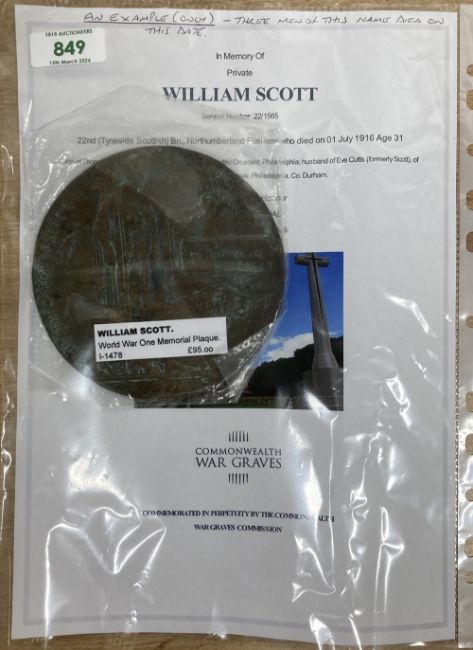 AN EXAMPLE (ONLY) - THREE MEN OF THIS NAME DIED ON
THIS DATE.
1818 AUCTIONEERS
849
15th March 2024
In Memory Of
Private
WILLIAM SCOTT
Service Number 22/1565
22nd (Tyneside Scottish) Bn., Northumberland Fusiliers who died on 01 July 1916 Age 31
Crescent, Philadelphia; husband of Eve Cutts (formerly Scott), of
Philadelphia, Co. Durham.
WILLIAM SCOTT.
World War One Memorial Plaque.
I-1478 £95.00
COMMONWEALTH
WAR GRAVES
COMMEMORATED IN PERPETUITY BY THE COMMONWEALTH
WAR GRAVES COMMISSION